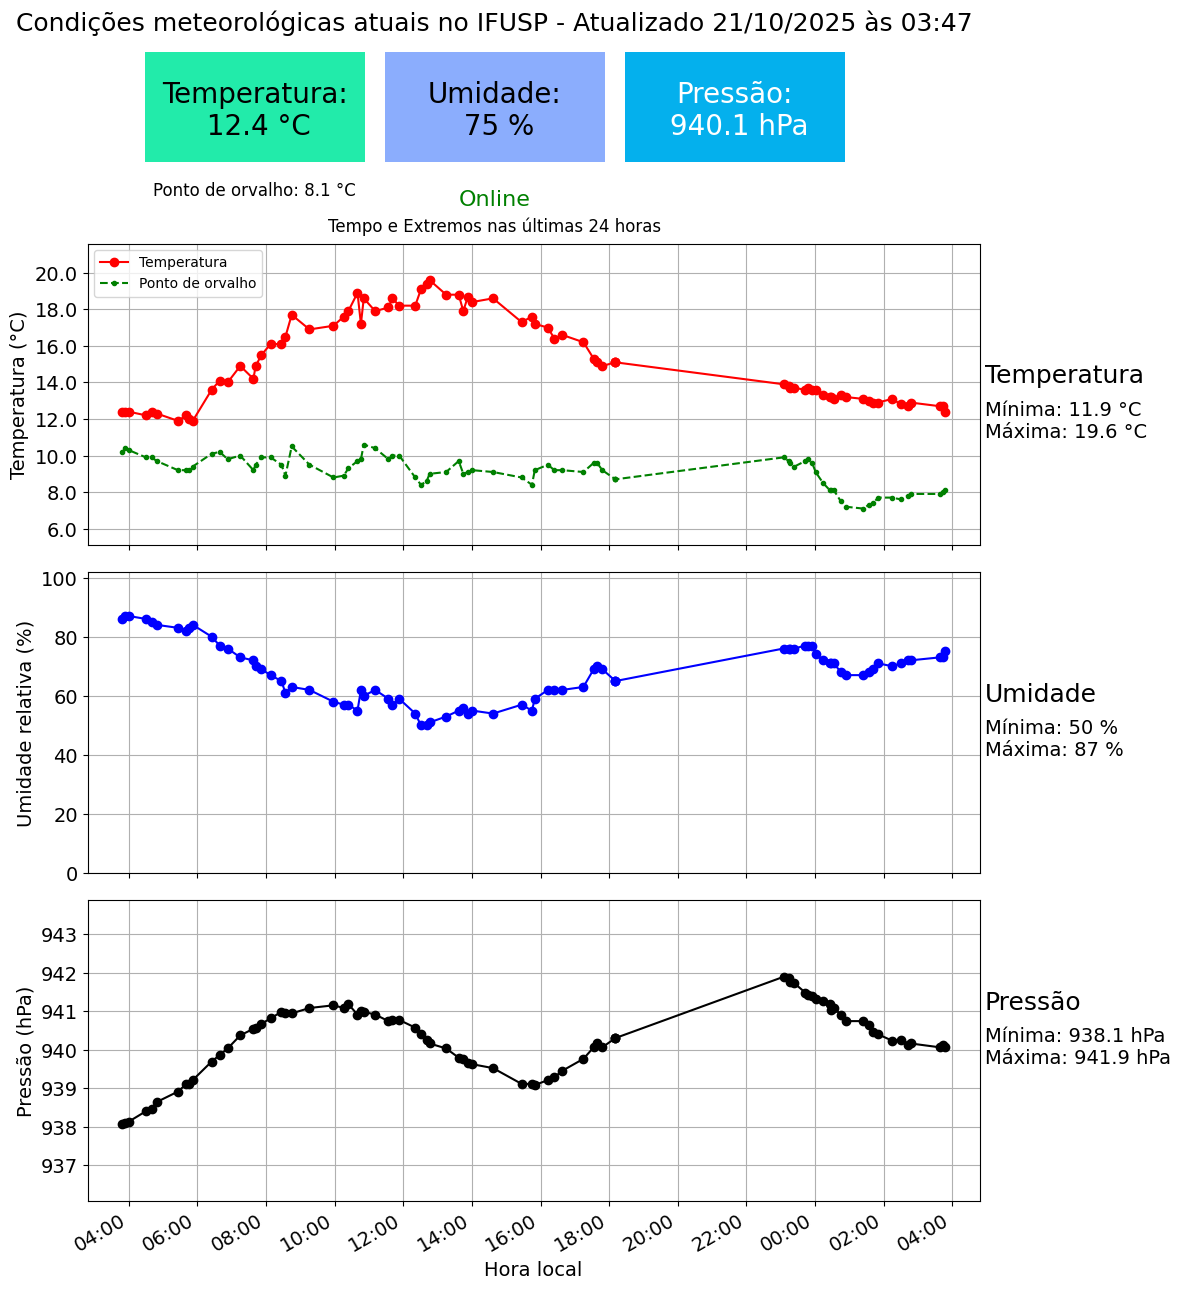 Condições meteorológicas atuais no IFUSP - Atualizado 21/10/2025 às 03:47
Temperatura:
12.4 °C
Umidade:
75 %
Pressão:
940.1 hPa
Ponto de orvalho: 8.1 °C
Online
Tempo e Extremos nas últimas 24 horas
Temperatura
Ponto de orvalho
Temperatura (°C)
20.0
18.0
16.0
14.0
12.0
10.0
8.0
6.0
Temperatura
Mínima: 11.9 °C
Máxima: 19.6 °C
Umidade relativa (%)
100
80
60
40
20
0
Umidade
Mínima: 50 %
Máxima: 87 %
Pressão (hPa)
943
942
941
940
939
938
937
Pressão
Mínima: 938.1 hPa
Máxima: 941.9 hPa
04:00 06:00 08:00 10:00 12:00 14:00 16:00 18:00 20:00 22:00 00:00 02:00 04:00
Hora local